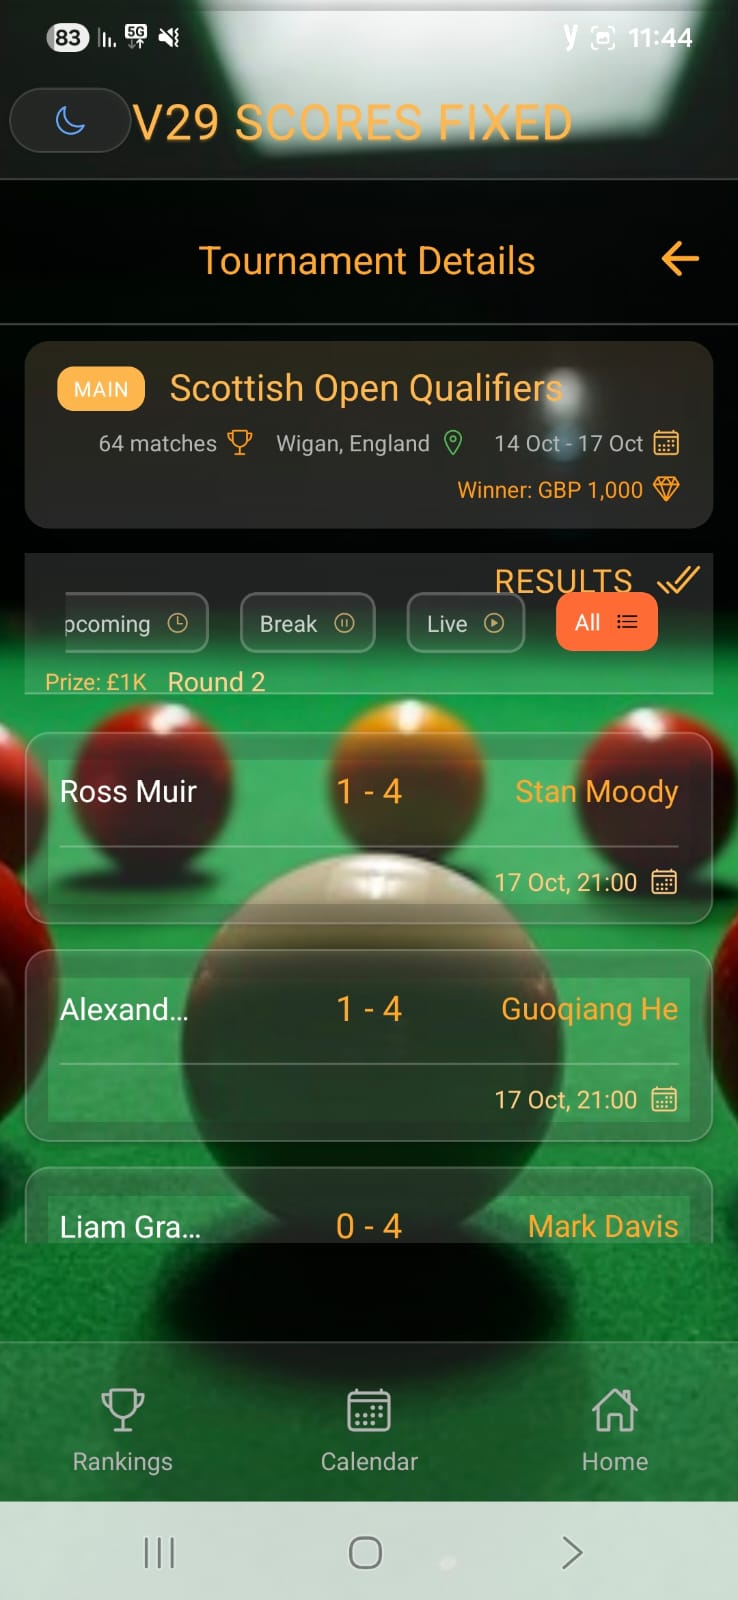 83 5G y 11:44
V29 SCORES FIXED
Tournament Details
MAIN Scottish Open Qualifiers
64 matches Wigan, England 14 Oct - 17 Oct
Winner: GBP 1,000
RESULTS
pcoming Break Live All
Prize: £1K Round 2
Ross Muir 1 - 4 Stan Moody
17 Oct, 21:00
Alexand... 1 - 4 Guoqiang He
17 Oct, 21:00
Liam Gra... 0 - 4 Mark Davis
Rankings Calendar Home